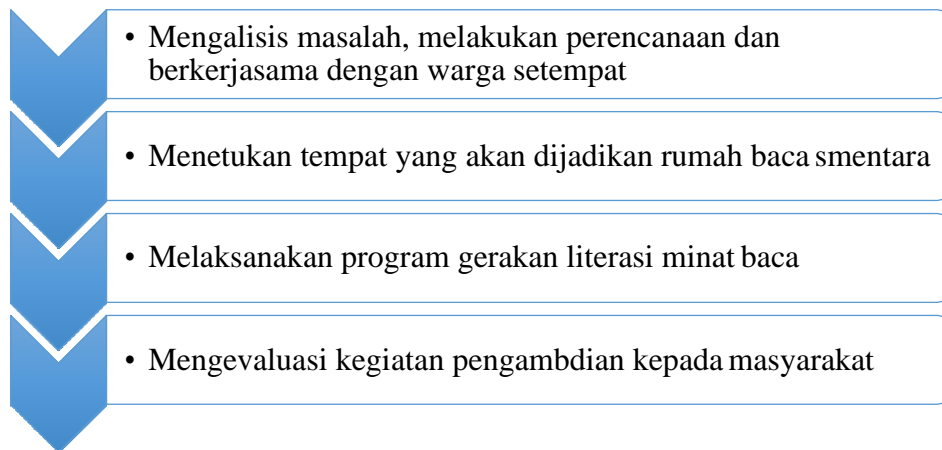 • Mengalisis masalah, melakukan perencanaan dan
berkerjasama dengan warga setempat
• Menetukan tempat yang akan dijadikan rumah baca smentara
• Melaksanakan program gerakan literasi minat baca
• Mengevaluasi kegiatan pengambdian kepada masyarakat